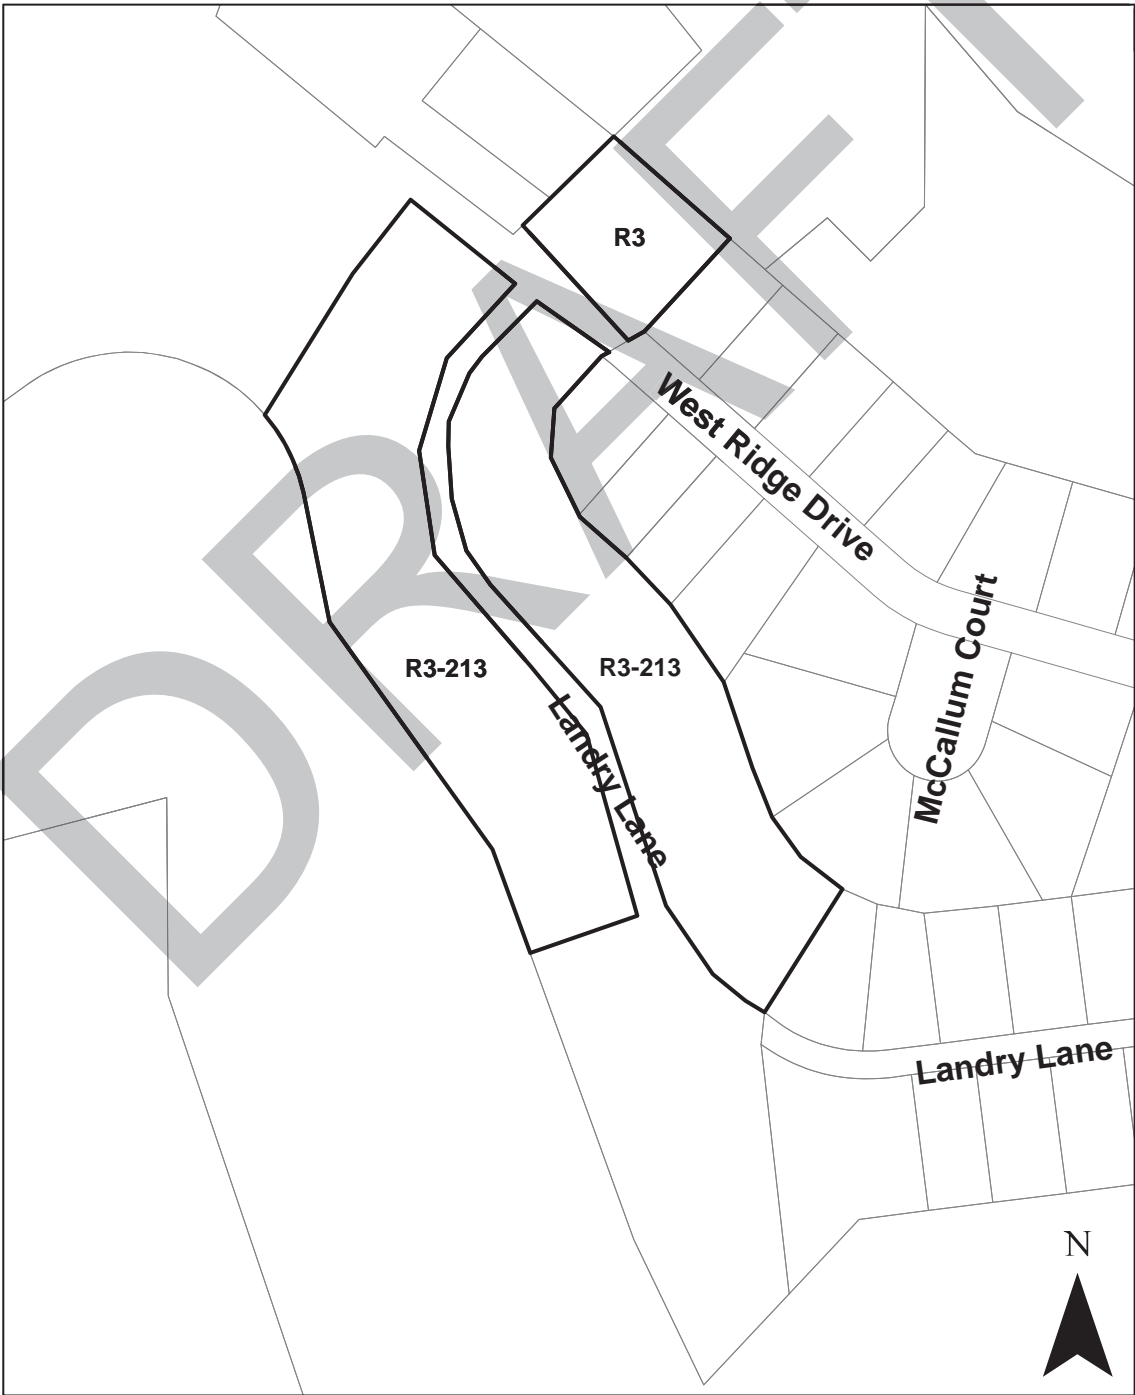 DRAFT
R3
West Ridge Drive
McCallum Court
R3-213
R3-213
Landry Lane
Landry Lane
N